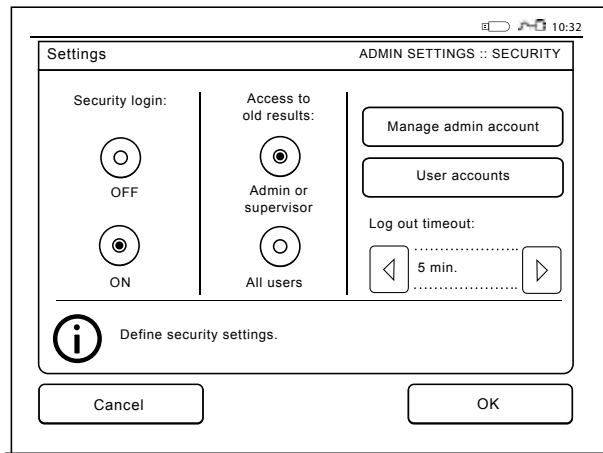 10:32
Settings
ADMIN SETTINGS :: SECURITY
Security login:
OFF
ON
Access to
old results:
Admin or
supervisor
All users
Manage admin account
User accounts
Log out timeout:
5 min.
Define security settings.
Cancel
OK